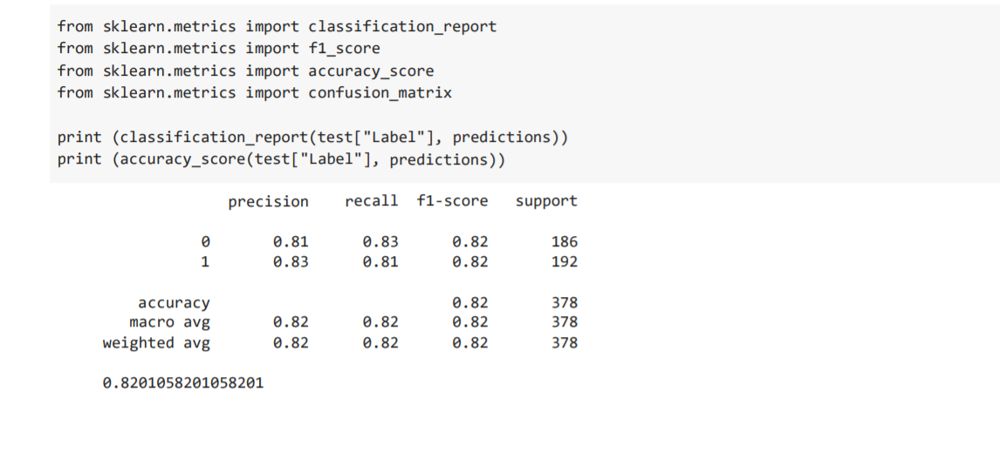 from sklearn.metrics import classification_report
from sklearn.metrics import f1_score
from sklearn.metrics import accuracy_score
from sklearn.metrics import confusion_matrix
print (classification_report(test["Label"], predictions))
print (accuracy_score(test["Label"], predictions))
precision recall f1-score support
0 0.81 0.83 0.82 186
1 0.83 0.81 0.82 192
accuracy 0.82 378
macro avg 0.82 0.82 0.82 378
weighted avg 0.82 0.82 0.82 378
0.8201058201058201